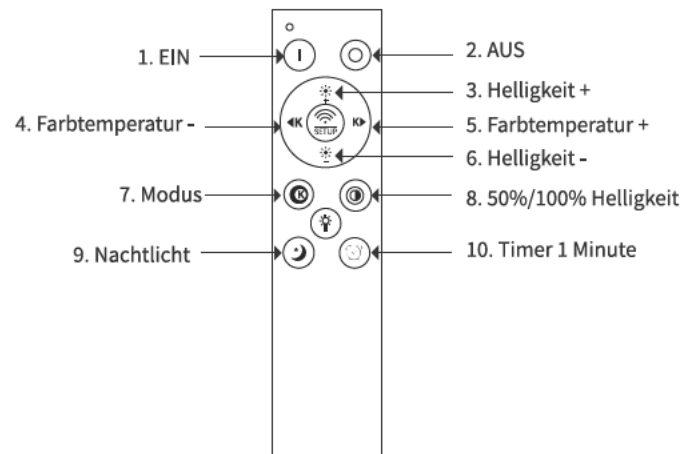 1. EIN
2. AUS
3. Helligkeit +
4. Farbtemperatur -
5. Farbtemperatur +
6. Helligkeit -
7. Modus
8. 50%/100% Helligkeit
9. Nachtlicht
10. Timer 1 Minute
I
+
K
SETUP
K
-
K